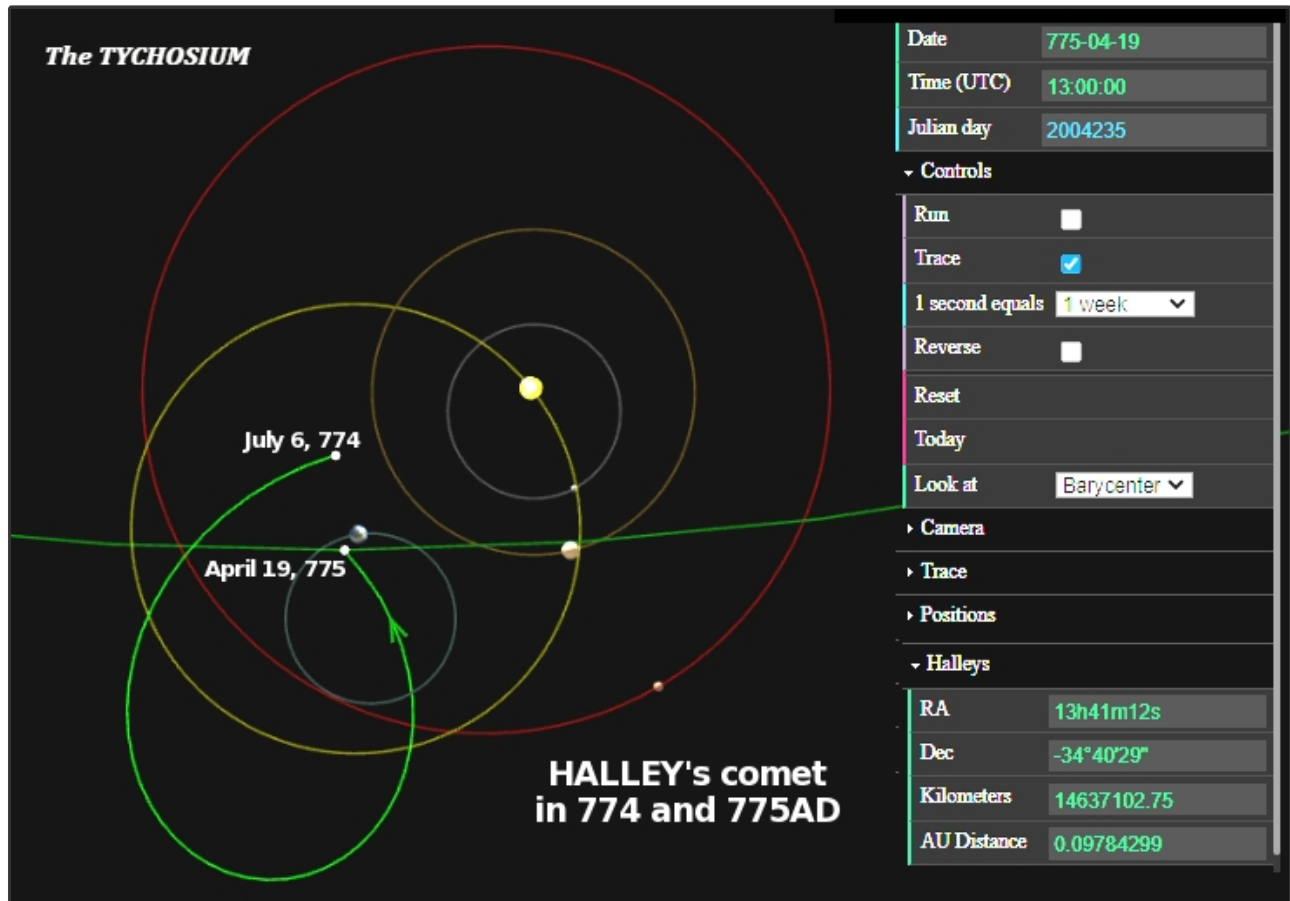 The TYCHOSIUM
July 6, 774
April 19, 775
HALLEY's comet
in 774 and 775AD
Date 775-04-19
Time (UTC) 13:00:00
Julian day 2004235
Controls
Run
Trace
1 second equals 1 week
Reverse
Reset
Today
Look at Barycenter
Camera
Trace
Positions
Halleys
RA 13h41m12s
Dec -34°40'29"
Kilometers 14637102.75
AU Distance 0.09784299